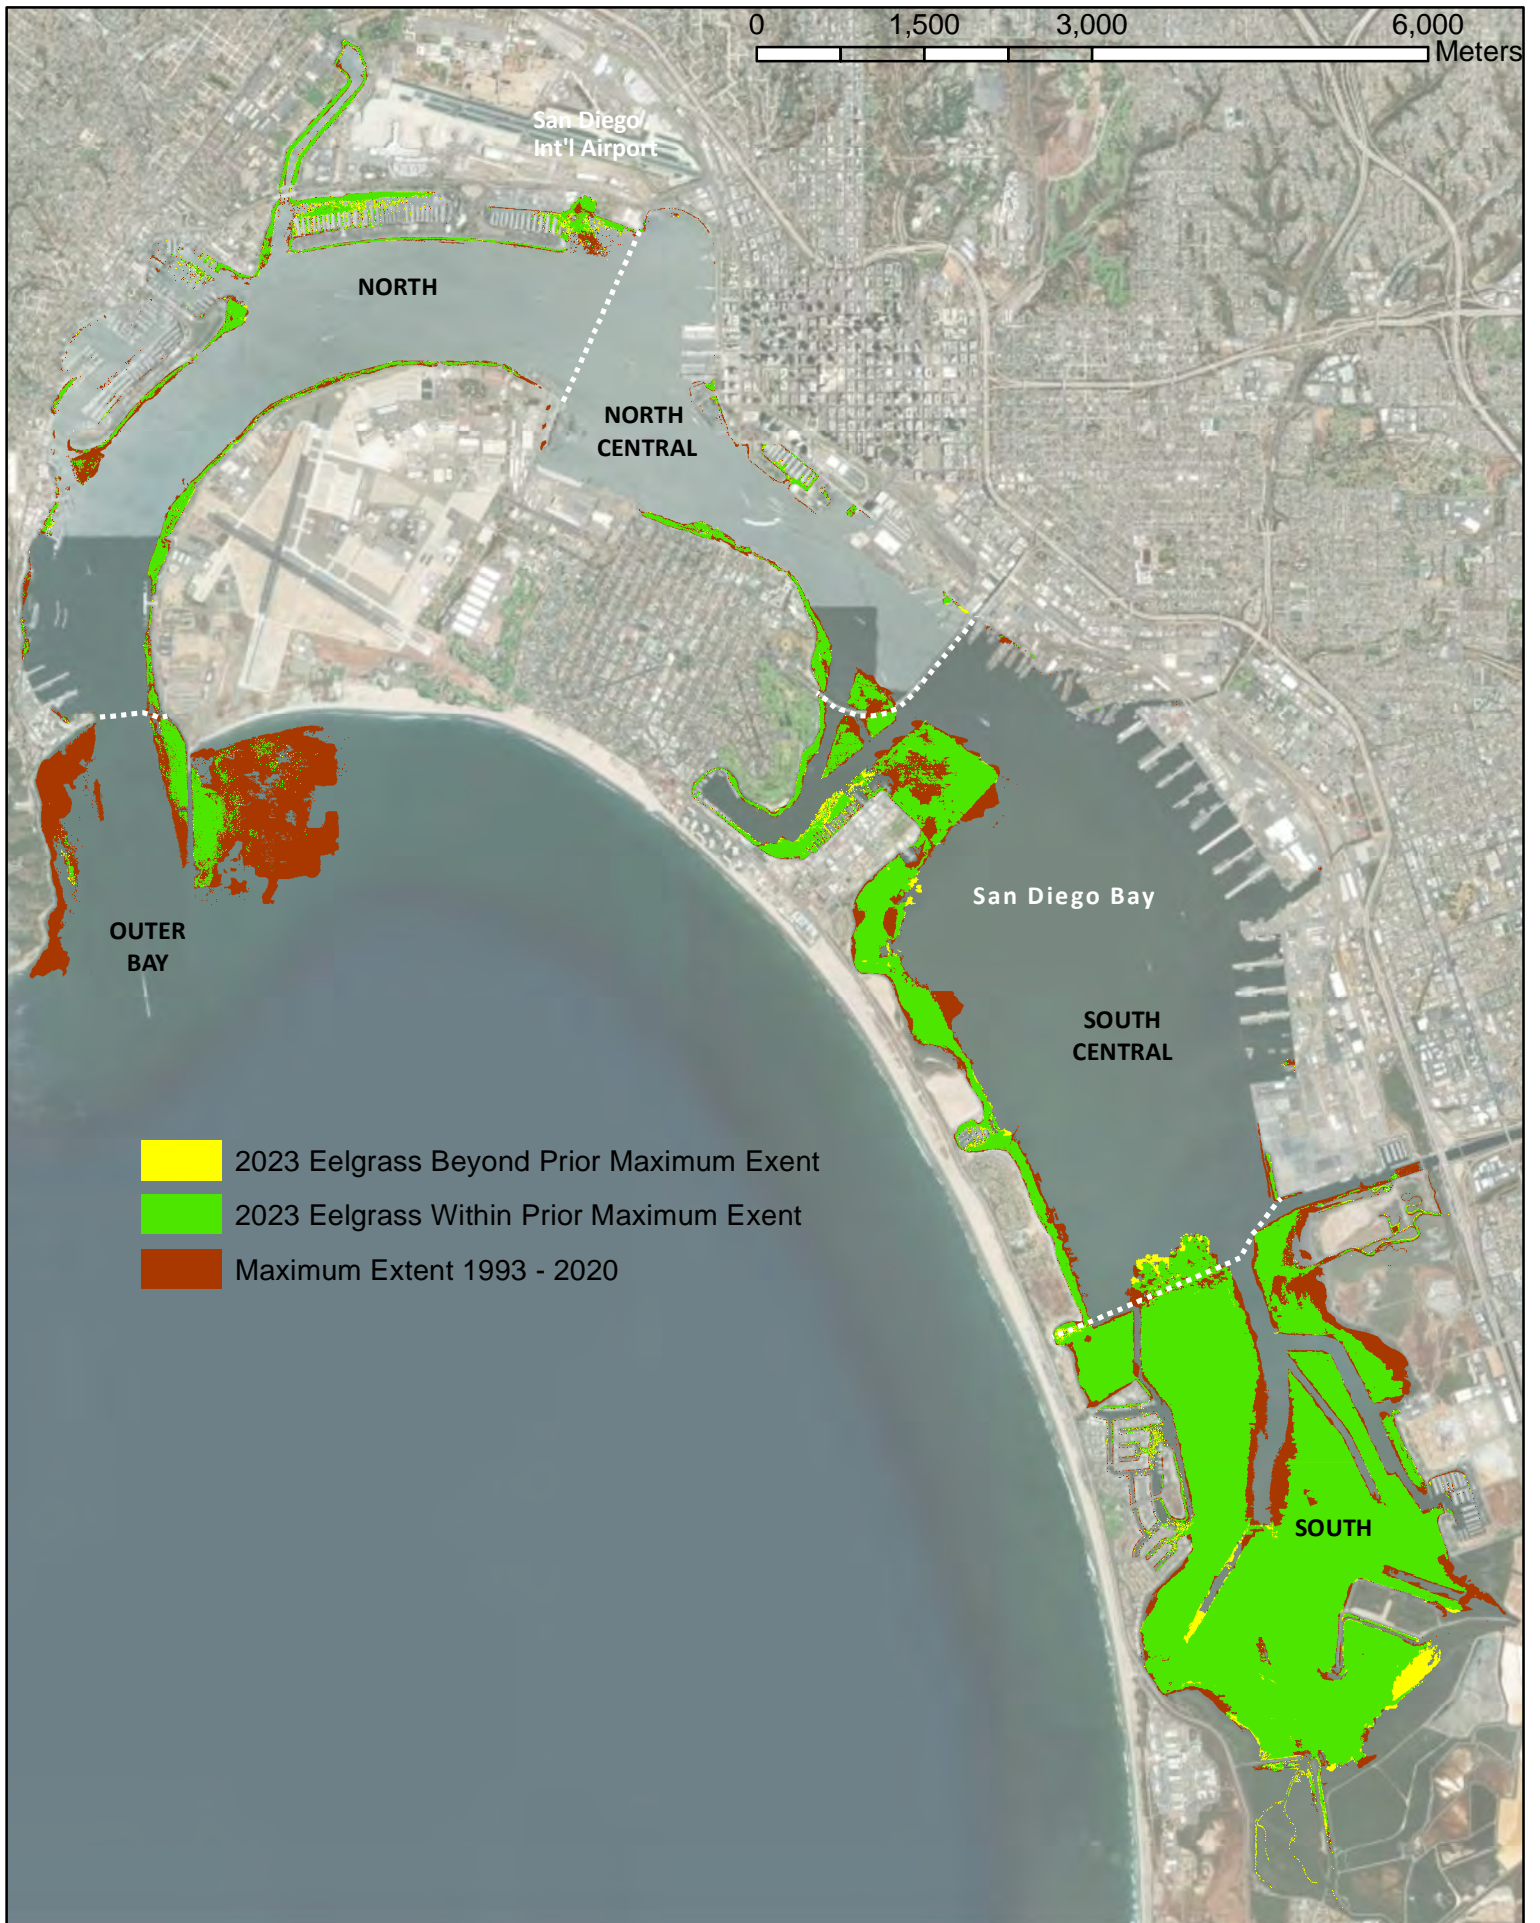 0 1,500 3,000 6,000
Meters
San Diego
Int'l Airport
NORTH
NORTH
CENTRAL
San Diego Bay
OUTER
BAY
SOUTH
CENTRAL
2023 Eelgrass Beyond Prior Maximum Exent
2023 Eelgrass Within Prior Maximum Exent
Maximum Extent 1993 - 2020
SOUTH